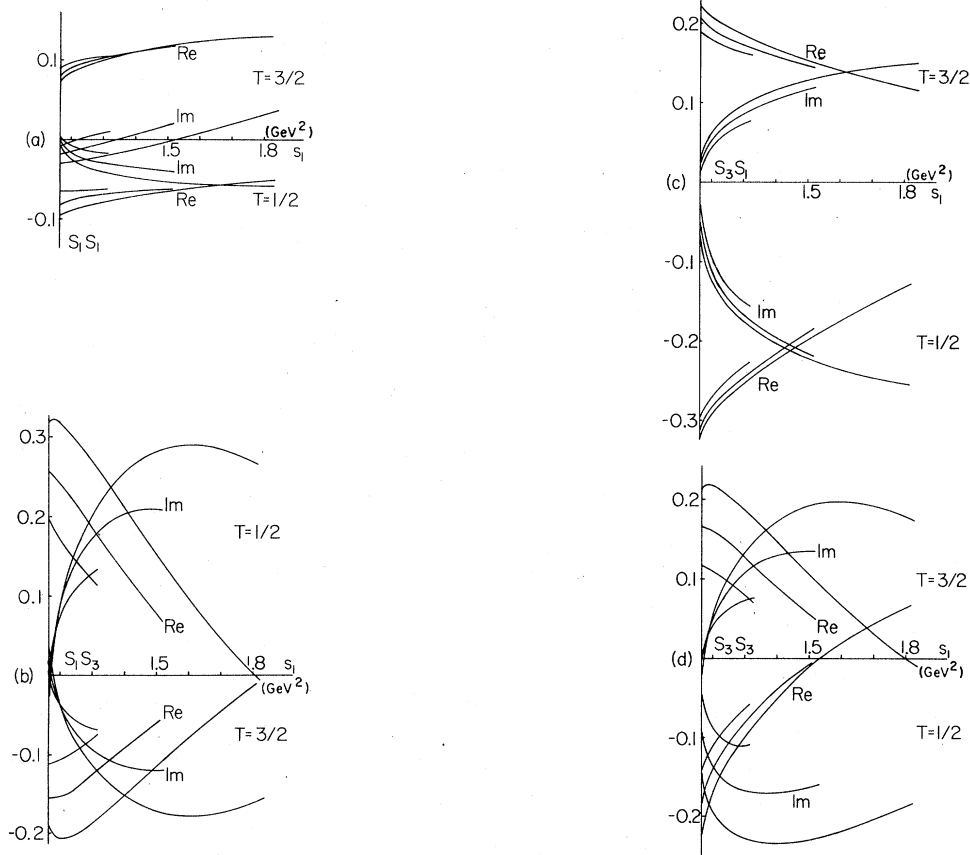 0.1
Re
T=3/2
Im
(a)
(GeV²)
1.5
1.8
S₁
Im
T=1/2
Re
-0.1
S₁S₁
0.3
0.2
Im
T=1/2
0.1
Re
S₁S₃
1.5
1.8
S₁
(b)
(GeV²)
Re
T=3/2
-0.1
Im
-0.2
0.2
Re
T=3/2
0.1
Im
S₃S₁
(c)
(GeV²)
1.5
1.8
S₁
-0.1
Im
-0.2
T=1/2
Re
-0.3
0.2
Im
T=3/2
0.1
Re
S₃S₃
1.5
1.8
S₁
(d)
(GeV²)
Re
T=1/2
-0.1
Im
-0.2